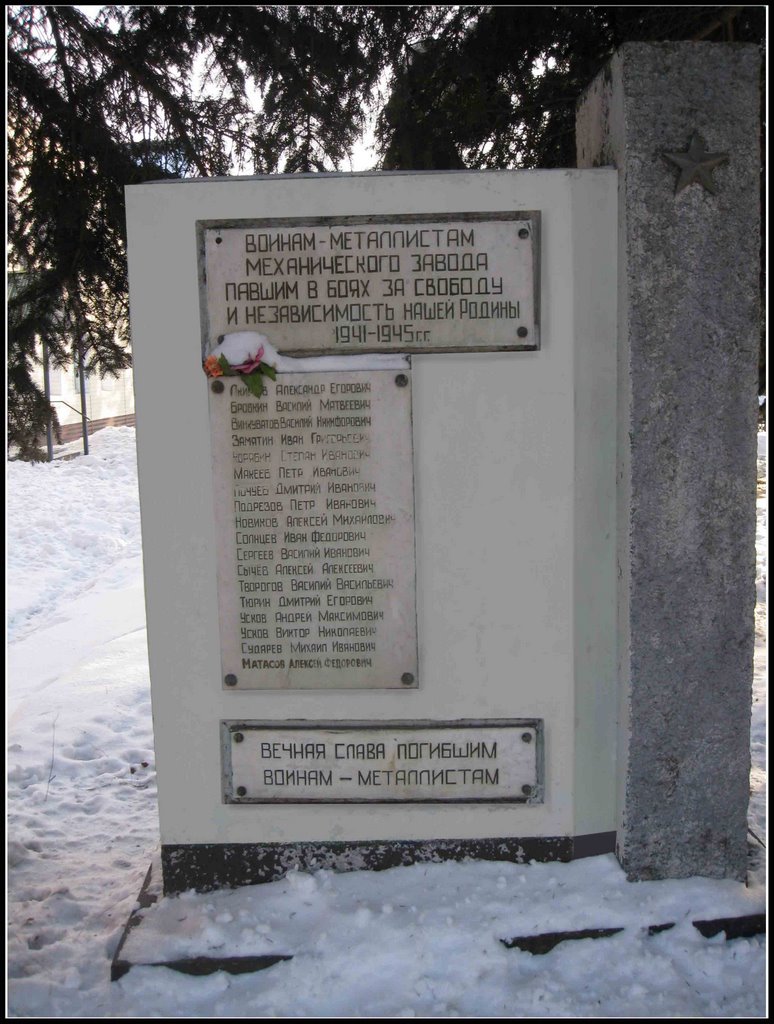 ВОИНАМ-МЕТАЛЛИСТАМ
МЕХАНИЧЕСКОГО ЗАВОДА
ПАВШИМ В БОЯХ ЗА СВОБОДУ
И НЕЗАВИСИМОСТЬ НАШЕЙ РОДИНЫ
1941-1945 г.г.
АЛЕКСАНДР ЕГОРОВИЧ
БРОВКИН ВАСИЛИЙ МАТВЕЕВИЧ
ВИНКУВАТОВ ВАСИЛИЙ НИКИФОРОВИЧ
ЗАМЯТИН ИВАН ГРИГОРЬЕВИЧ
СТЕПАН ИВАНОВИЧ
МАКЕЕВ ПЕТР ИВАНОВИЧ
ДМИТРИЙ ИВАНОВИЧ
ПОДРЕЗОВ ПЕТР ИВАНОВИЧ
НОВИКОВ АЛЕКСЕЙ МИХАЙЛОВИЧ
СОЛНЦЕВ ИВАН ФЕДОРОВИЧ
СЕРГЕЕВ ВАСИЛИЙ ИВАНОВИЧ
СЫЧЁВ АЛЕКСЕЙ АЛЕКСЕЕВИЧ
ТВОРОГОВ ВАСИЛИЙ ВАСИЛЬЕВИЧ
ТЮРИН ДМИТРИЙ ЕГОРОВИЧ
УСКОВ АНДРЕЙ МАКСИМОВИЧ
УСКОВ ВИКТОР НИКОЛАЕВИЧ
СУДАРЕВ МИХАИЛ ИВАНОВИЧ
МАТАСОВ АЛЕКСЕЙ ФЕДОРОВИЧ
ВЕЧНАЯ СЛАВА ПОГИБШИМ
ВОИНАМ – МЕТАЛЛИСТАМ